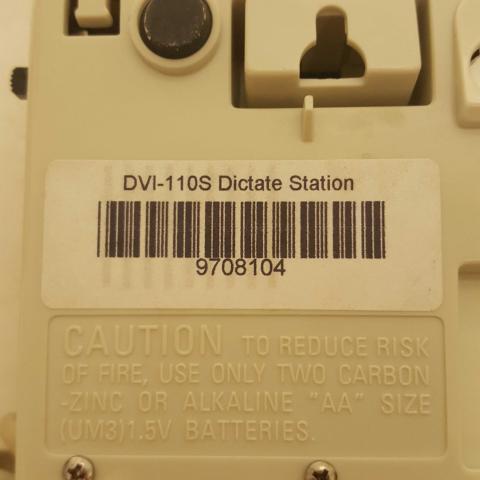 DVI-110S Dictate Station
9708104
CAUTION TO REDUCE RISK
OF FIRE, USE ONLY TWO CARBON
-ZINC OR ALKALINE "AA" SIZE
(UM3)1.5V BATTERIES.